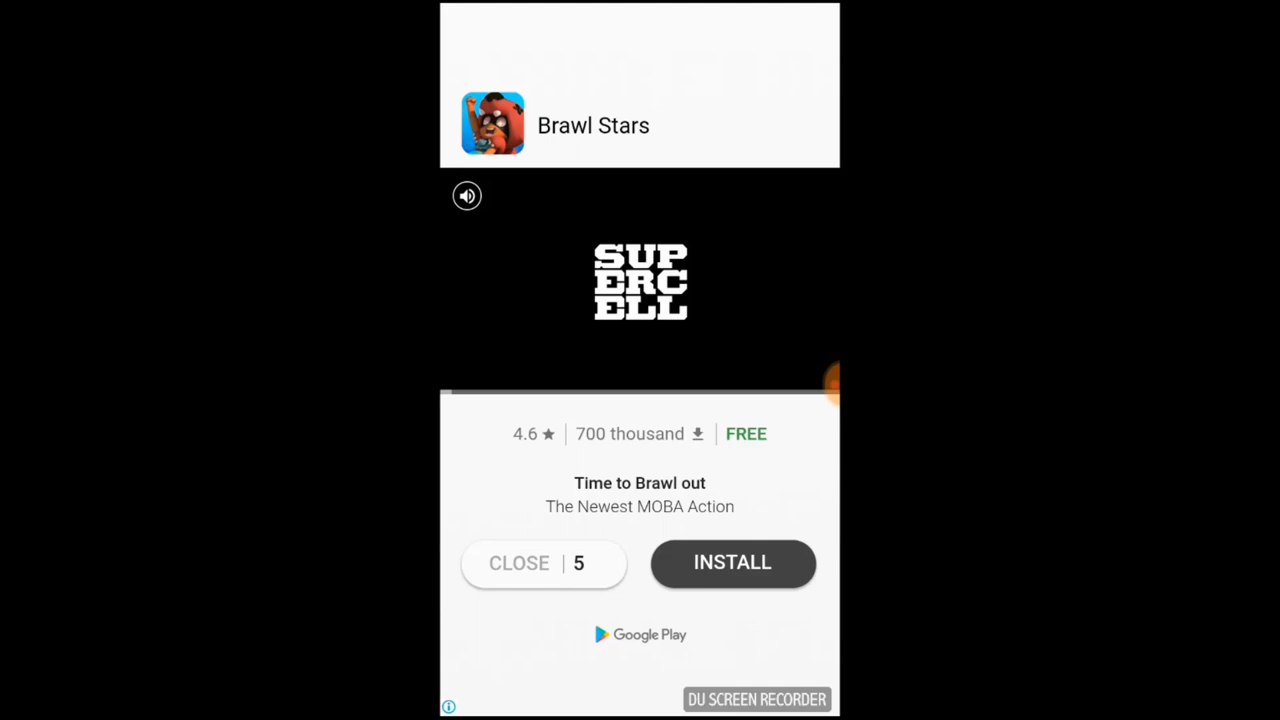 Brawl Stars
SUP
ERC
ELL
4.6 ★ | 700 thousand | FREE
Time to Brawl out
The Newest MOBA Action
CLOSE | 5
INSTALL
Google Play
DU SCREEN RECORDER